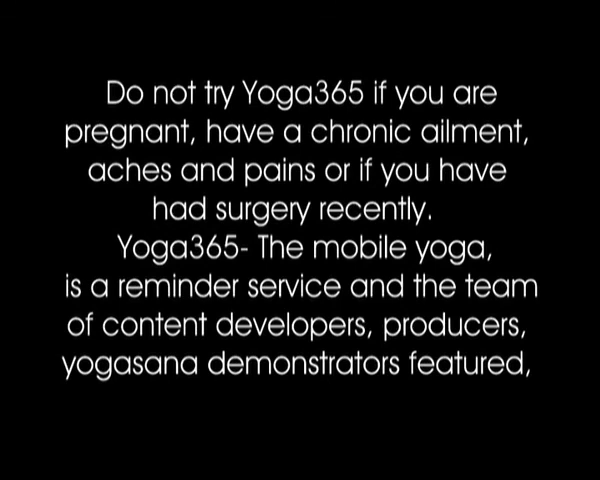 Do not try Yoga365 if you are
pregnant, have a chronic ailment,
aches and pains or if you have
had surgery recently.
Yoga365- The mobile yoga,
is a reminder service and the team
of content developers, producers,
yogasana demonstrators featured,